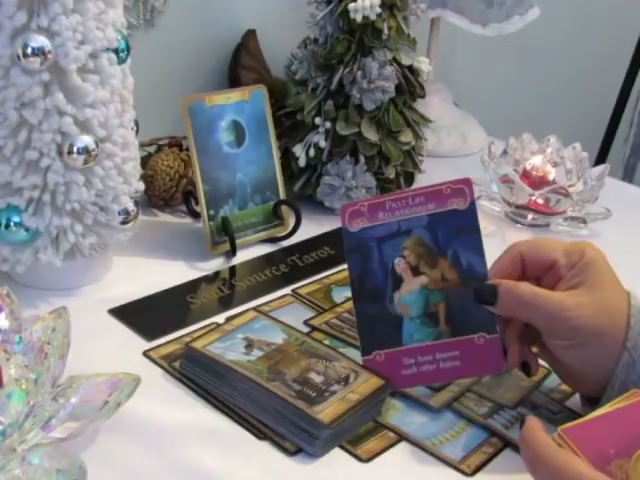 PAST-LIFE
RELATIONSHIP
Soul Source Tarot
You have known
each other before.